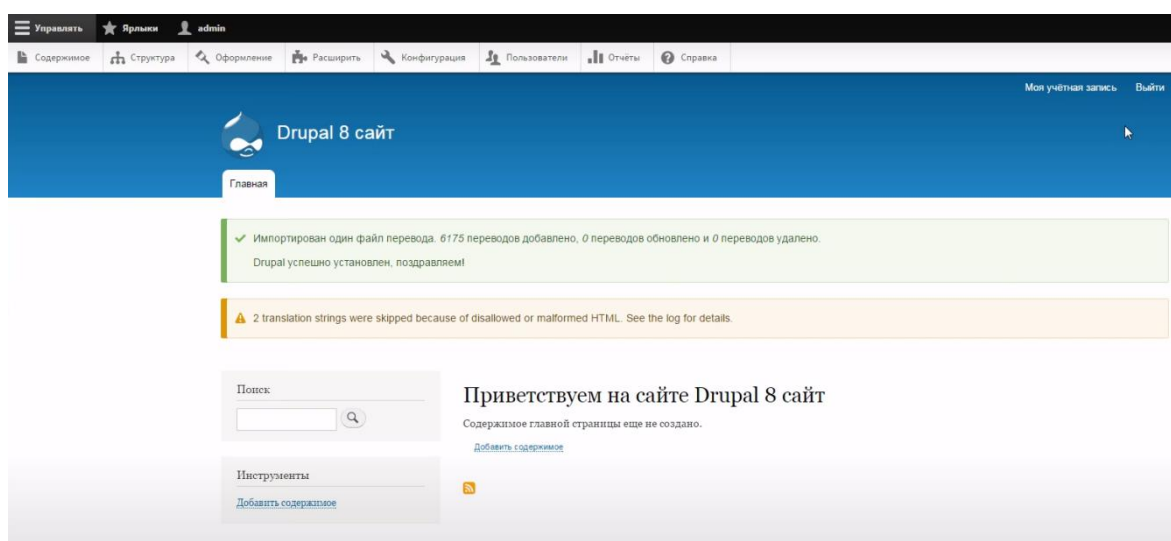 Управлять Ярлыки admin
Содержимое Структура Оформление Расширить Конфигурация Пользователи Отчёты Справка
Моя учётная запись Выйти
Drupal 8 сайт
Главная
Импортирован один файл перевода. 6175 переводов добавлено, 0 переводов обновлено и 0 переводов удалено.
Drupal успешно установлен, поздравляем!
2 translation strings were skipped because of disallowed or malformed HTML. See the log for details.
Поиск
Приветствуем на сайте Drupal 8 сайт
Содержимое главной страницы еще не создано.
Добавить содержимое
Инструменты
Добавить содержимое